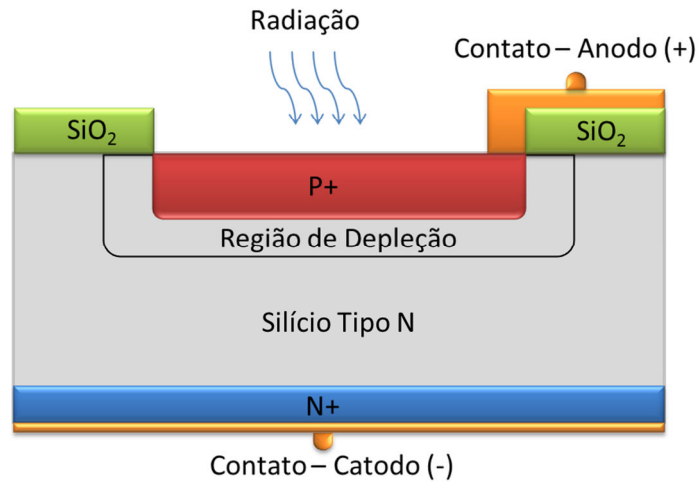 Radiação
Contato – Anodo (+)
SiO₂
SiO₂
P+
Região de Depleção
Silício Tipo N
N+
Contato – Catodo (-)